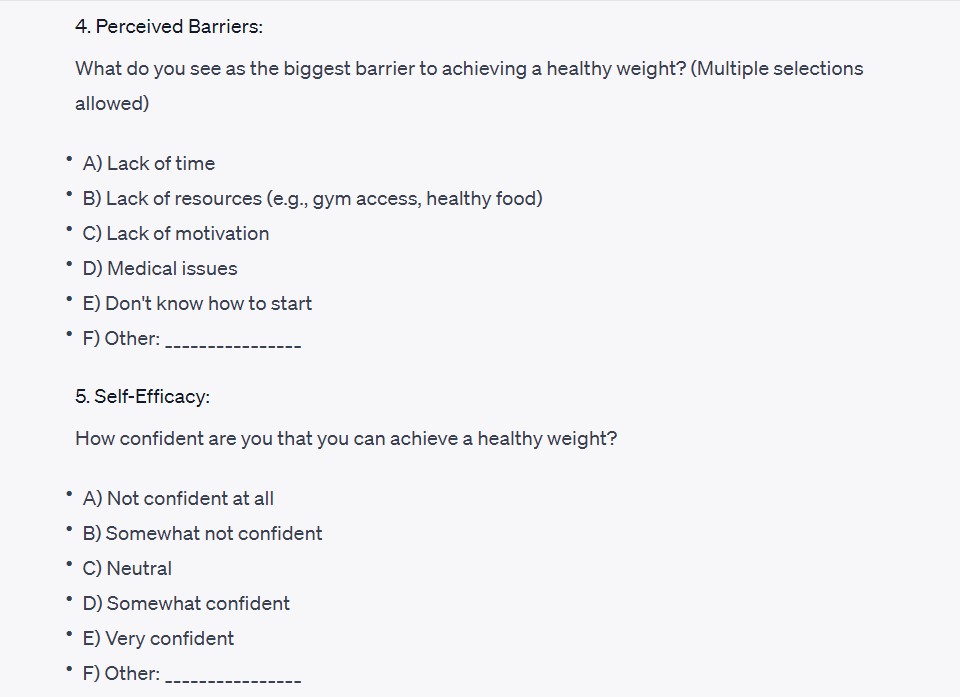 4. Perceived Barriers:
What do you see as the biggest barrier to achieving a healthy weight? (Multiple selections
allowed)
• A) Lack of time
• B) Lack of resources (e.g., gym access, healthy food)
• C) Lack of motivation
• D) Medical issues
• E) Don't know how to start
• F) Other: ________________
5. Self-Efficacy:
How confident are you that you can achieve a healthy weight?
• A) Not confident at all
• B) Somewhat not confident
• C) Neutral
• D) Somewhat confident
• E) Very confident
• F) Other: ________________